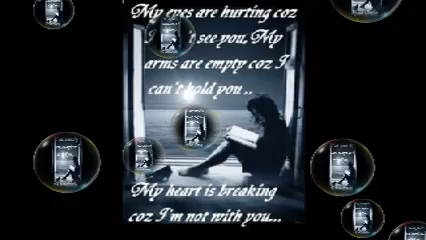 My eyes are hurting coz
I see you, My
arms are empty coz I
can't hold you..
My heart is breaking
coz I'm not with you...